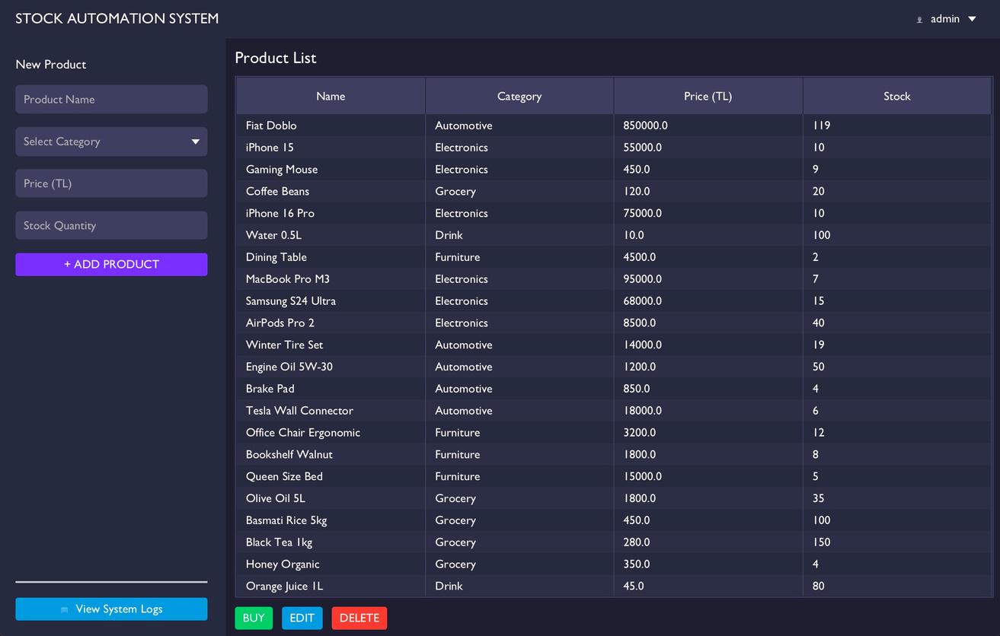 STOCK AUTOMATION SYSTEM
admin
New Product
Product Name
Select Category
Price (TL)
Stock Quantity
+ ADD PRODUCT
View System Logs
Product List
Name Category Price (TL) Stock
Fiat Doblo Automotive 850000.0 119
iPhone 15 Electronics 55000.0 10
Gaming Mouse Electronics 450.0 9
Coffee Beans Grocery 120.0 20
iPhone 16 Pro Electronics 75000.0 10
Water 0.5L Drink 10.0 100
Dining Table Furniture 4500.0 2
MacBook Pro M3 Electronics 95000.0 7
Samsung S24 Ultra Electronics 68000.0 15
AirPods Pro 2 Electronics 8500.0 40
Winter Tire Set Automotive 14000.0 19
Engine Oil 5W-30 Automotive 1200.0 50
Brake Pad Automotive 850.0 4
Tesla Wall Connector Automotive 18000.0 6
Office Chair Ergonomic Furniture 3200.0 12
Bookshelf Walnut Furniture 1800.0 8
Queen Size Bed Furniture 15000.0 5
Olive Oil 5L Grocery 1800.0 35
Basmati Rice 5kg Grocery 450.0 100
Black Tea 1kg Grocery 280.0 150
Honey Organic Grocery 350.0 4
Orange Juice 1L Drink 45.0 80
BUY EDIT DELETE